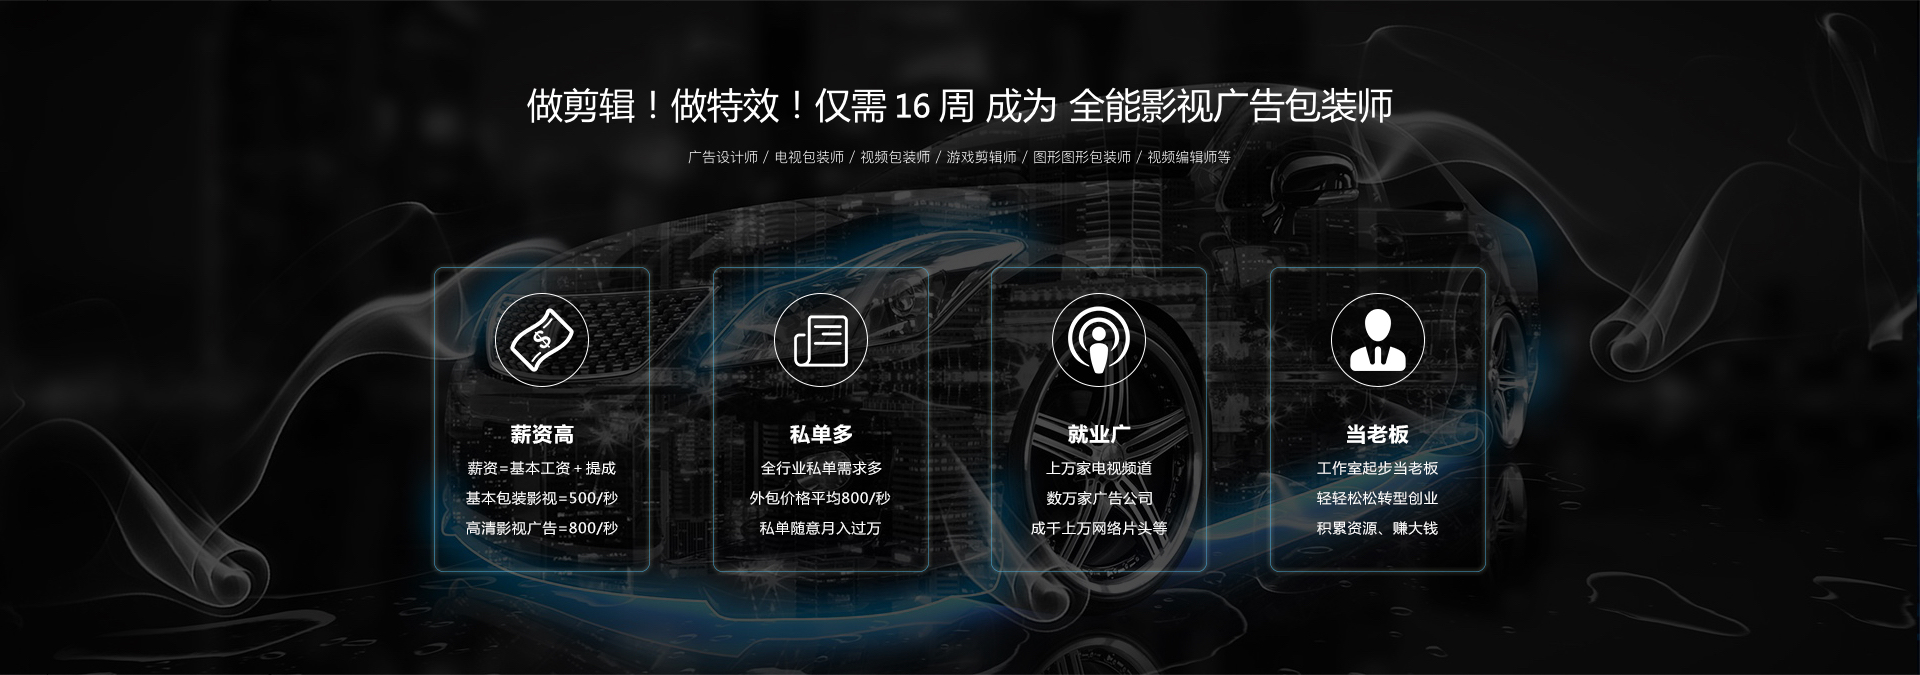 做剪辑！做特效！仅需 16 周 成为 全能影视广告包装师
广告设计师 / 电视包装师 / 视频包装师 / 游戏剪辑师 / 图形图形包装师 / 视频编辑师等
薪资高
薪资=基本工资 + 提成
基本包装影视=500/秒
高清影视广告=800/秒
私单多
全行业私单需求多
外包价格平均800/秒
私单随意月入过万
就业广
上万家电视频道
数万家广告公司
成千上万网络片头等
当老板
工作室起步当老板
轻轻松松转型创业
积累资源、赚大钱